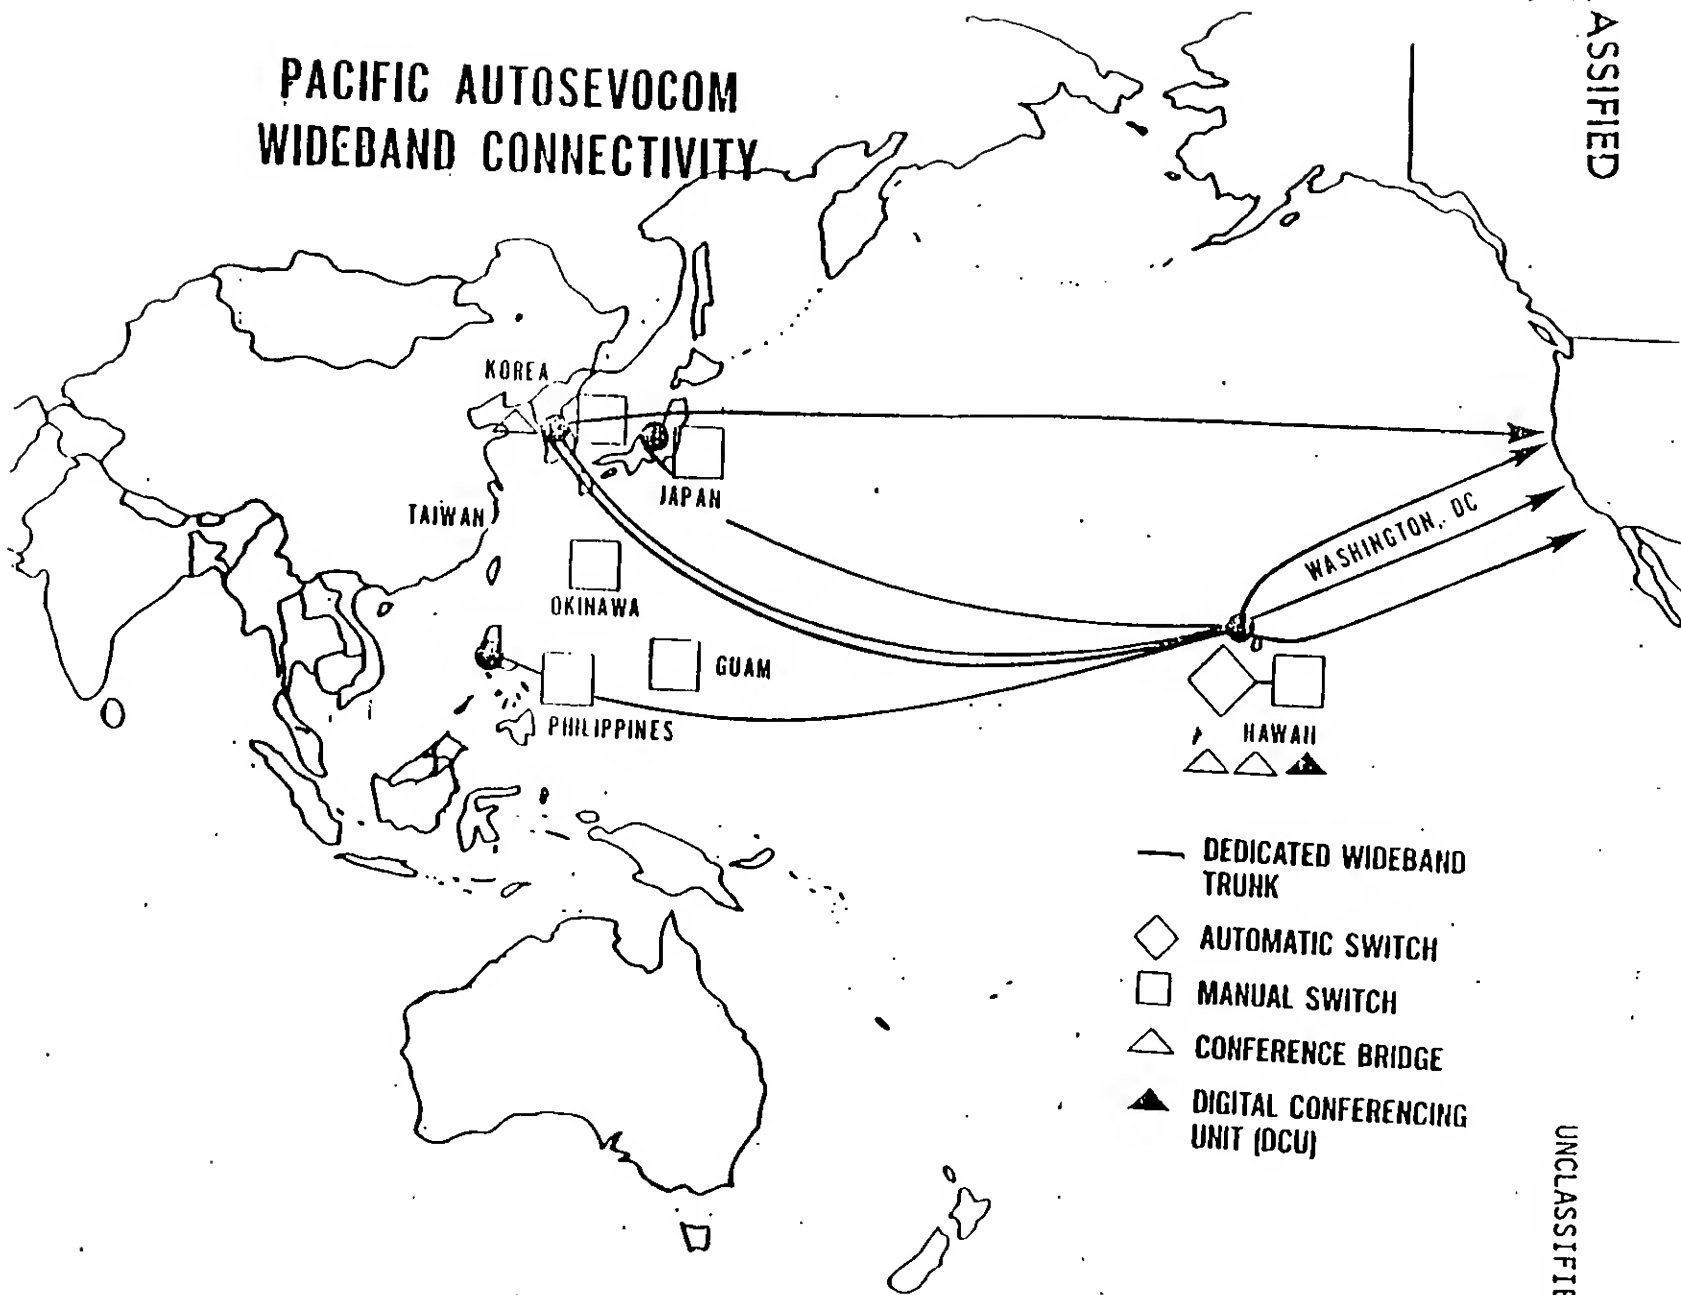 ASSIFIED
PACIFIC AUTOSEVOCOM
WIDEBAND CONNECTIVITY
KOREA
JAPAN
TAIWAN
WASHINGTON, DC
OKINAWA
GUAM
PHILIPPINES
HAWAII
DEDICATED WIDEBAND
TRUNK
AUTOMATIC SWITCH
MANUAL SWITCH
CONFERENCE BRIDGE
DIGITAL CONFERENCING
UNIT (DCU)
UNCLASSIFIE